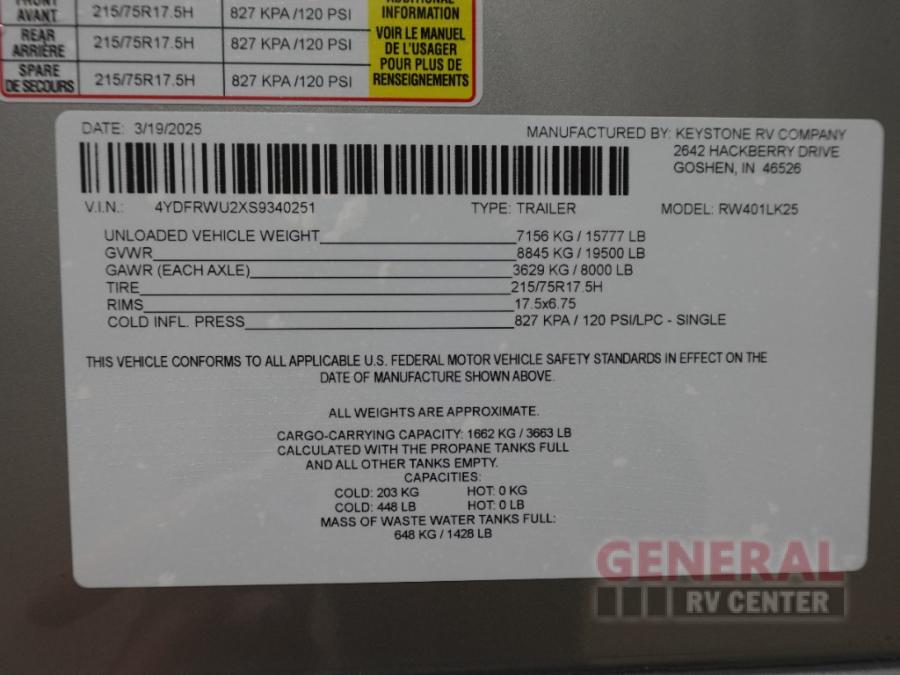 FRONT
AVANT 215/75R17.5H 827 KPA/120 PSI
REAR
ARRIÈRE 215/75R17.5H 827 KPA/120 PSI
SPARE
DE SECOURS 215/75R17.5H 827 KPA/120 PSI
ADDITIONAL
INFORMATION
VOIR LE MANUEL
DE L'USAGER
POUR PLUS DE
RENSEIGNEMENTS
DATE: 3/19/2025 MANUFACTURED BY: KEYSTONE RV COMPANY
2642 HACKBERRY DRIVE
GOSHEN, IN 46526
V.I.N.: 4YDFRWU2XS9340251 TYPE: TRAILER MODEL: RW401LK25
UNLOADED VEHICLE WEIGHT 7156 KG / 15777 LB
GVWR 8845 KG / 19500 LB
GAWR (EACH AXLE) 3629 KG / 8000 LB
TIRE 215/75R17.5H
RIMS 17.5x6.75
COLD INFL. PRESS 827 KPA / 120 PSI/LPC - SINGLE
THIS VEHICLE CONFORMS TO ALL APPLICABLE U.S. FEDERAL MOTOR VEHICLE SAFETY STANDARDS IN EFFECT ON THE
DATE OF MANUFACTURE SHOWN ABOVE.
ALL WEIGHTS ARE APPROXIMATE.
CARGO-CARRYING CAPACITY: 1662 KG / 3663 LB
CALCULATED WITH THE PROPANE TANKS FULL
AND ALL OTHER TANKS EMPTY.
CAPACITIES:
COLD: 203 KG HOT: 0 KG
COLD: 448 LB HOT: 0 LB
MASS OF WASTE WATER TANKS FULL:
648 KG / 1428 LB
GENERAL
RV CENTER